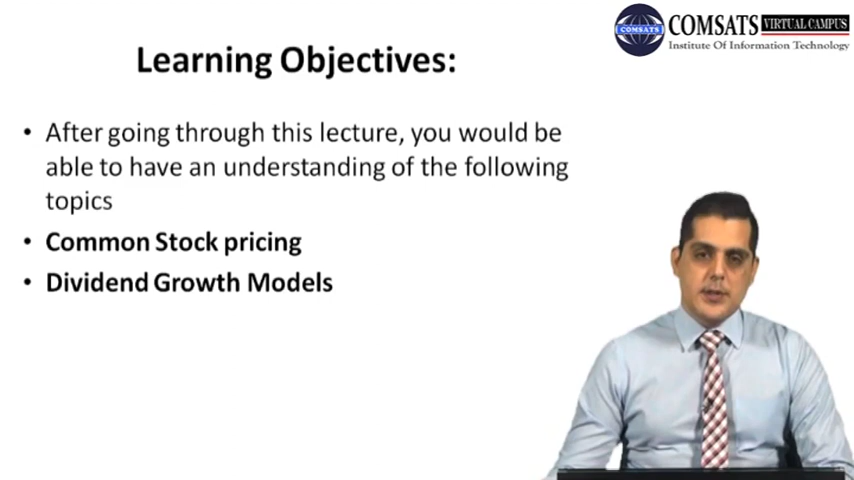 COMSATS VIRTUAL CAMPUS
Institute Of Information Technology
COMSATS
Learning Objectives:
• After going through this lecture, you would be
able to have an understanding of the following
topics
• Common Stock pricing
• Dividend Growth Models